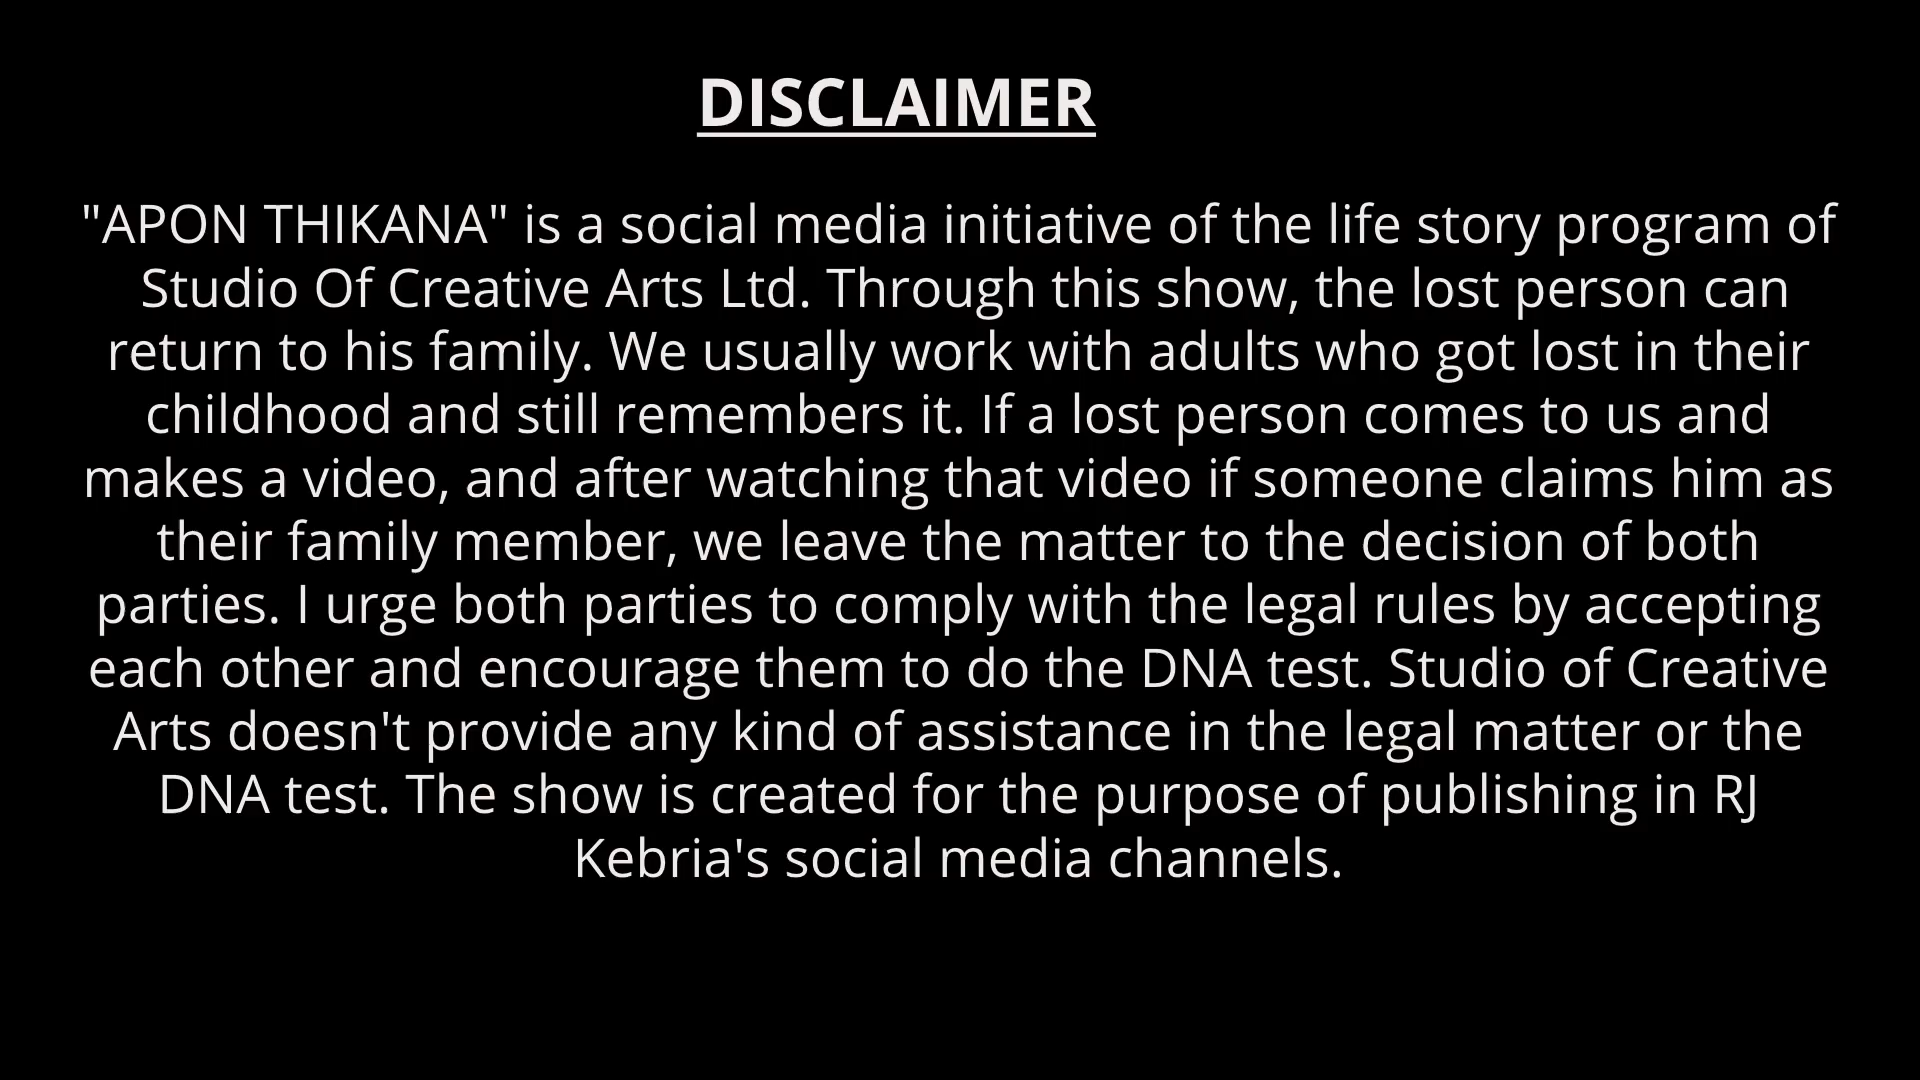 DISCLAIMER
"APON THIKANA" is a social media initiative of the life story program of
Studio Of Creative Arts Ltd. Through this show, the lost person can
return to his family. We usually work with adults who got lost in their
childhood and still remembers it. If a lost person comes to us and
makes a video, and after watching that video if someone claims him as
their family member, we leave the matter to the decision of both
parties. I urge both parties to comply with the legal rules by accepting
each other and encourage them to do the DNA test. Studio of Creative
Arts doesn't provide any kind of assistance in the legal matter or the
DNA test. The show is created for the purpose of publishing in RJ
Kebria's social media channels.